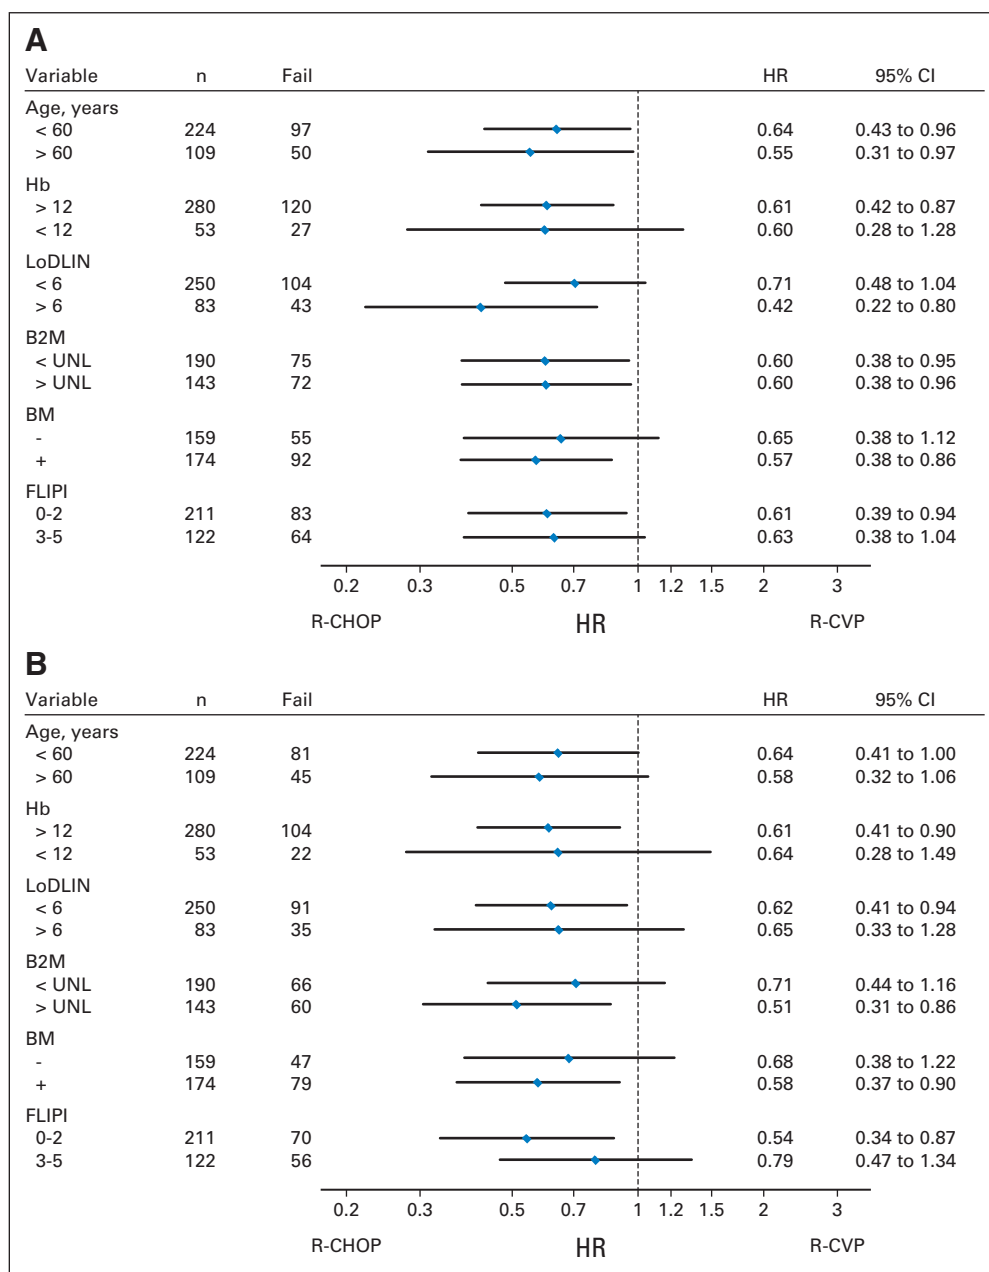 A
Variable n Fail HR 95% CI
Age, years
< 60 224 97 0.64 0.43 to 0.96
> 60 109 50 0.55 0.31 to 0.97
Hb
> 12 280 120 0.61 0.42 to 0.87
< 12 53 27 0.60 0.28 to 1.28
LoDLIN
< 6 250 104 0.71 0.48 to 1.04
> 6 83 43 0.42 0.22 to 0.80
B2M
< UNL 190 75 0.60 0.38 to 0.95
> UNL 143 72 0.60 0.38 to 0.96
BM
- 159 55 0.65 0.38 to 1.12
+ 174 92 0.57 0.38 to 0.86
FLIPI
0-2 211 83 0.61 0.39 to 0.94
3-5 122 64 0.63 0.38 to 1.04
0.2 0.3 0.5 0.7 1 1.2 1.5 2 3
R-CHOP HR R-CVP
B
Variable n Fail HR 95% CI
Age, years
< 60 224 81 0.64 0.41 to 1.00
> 60 109 45 0.58 0.32 to 1.06
Hb
> 12 280 104 0.61 0.41 to 0.90
< 12 53 22 0.64 0.28 to 1.49
LoDLIN
< 6 250 91 0.62 0.41 to 0.94
> 6 83 35 0.65 0.33 to 1.28
B2M
< UNL 190 66 0.71 0.44 to 1.16
> UNL 143 60 0.51 0.31 to 0.86
BM
- 159 47 0.68 0.38 to 1.22
+ 174 79 0.58 0.37 to 0.90
FLIPI
0-2 211 70 0.54 0.34 to 0.87
3-5 122 56 0.79 0.47 to 1.34
0.2 0.3 0.5 0.7 1 1.2 1.5 2 3
R-CHOP HR R-CVP